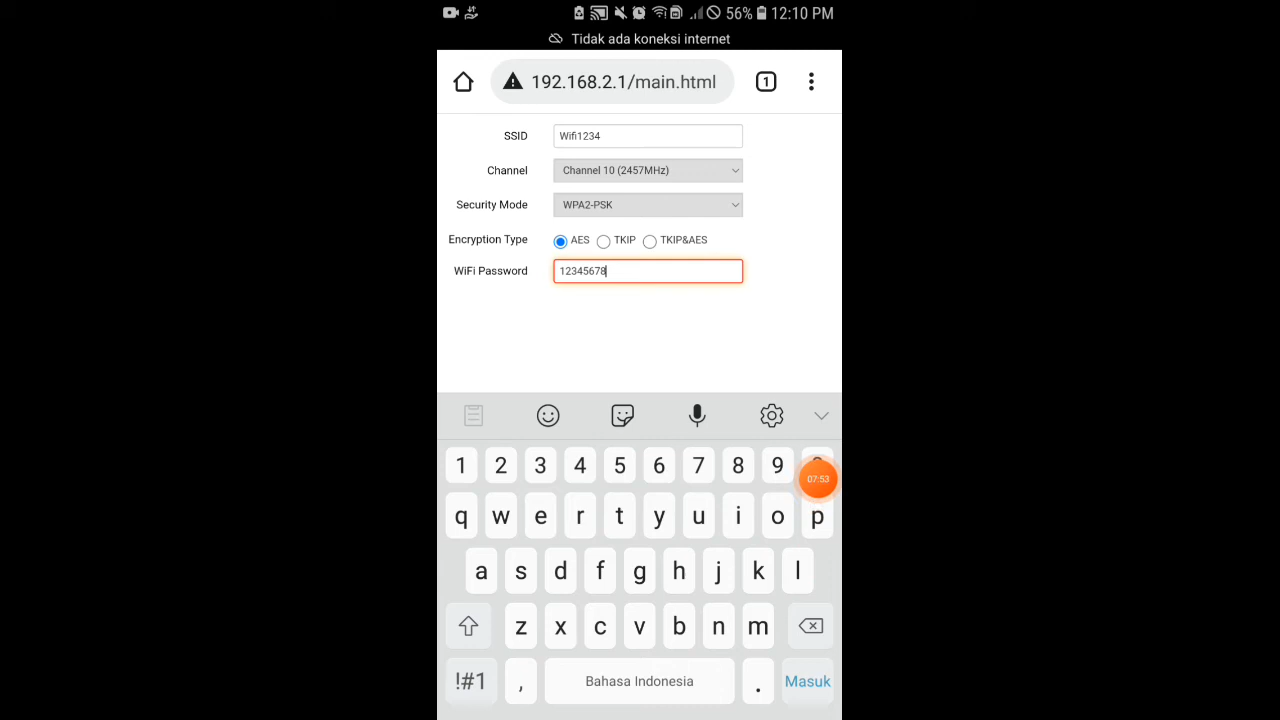 56% 12:10 PM
Tidak ada koneksi internet
192.168.2.1/main.html
1
SSID Wifi1234
Channel Channel 10 (2457MHz)
Security Mode WPA2-PSK
Encryption Type AES TKIP TKIP&AES
WiFi Password 12345678
1 2 3 4 5 6 7 8 9
07:53
q w e r t y u i o p
a s d f g h j k l
z x c v b n m
!#1 , Bahasa Indonesia . Masuk